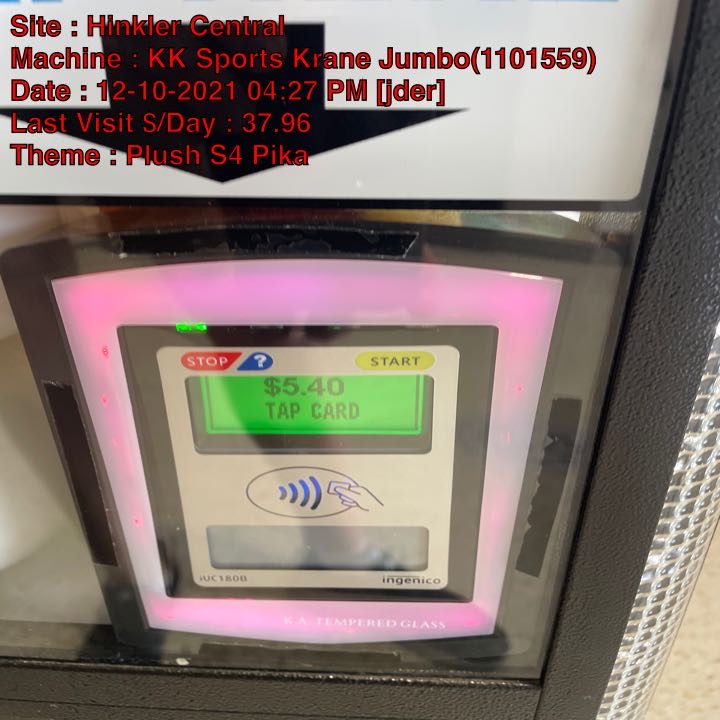 Site : Hinkler Central
Machine : KK Sports Krane Jumbo(1101559)
Date : 12-10-2021 04:27 PM [jder]
Last Visit $/Day : 37.96
Theme : Plush S4 Pika
STOP ? START
$5.40
TAP CARD
iUC180B ingenico
K.A. TEMPERED GLASS